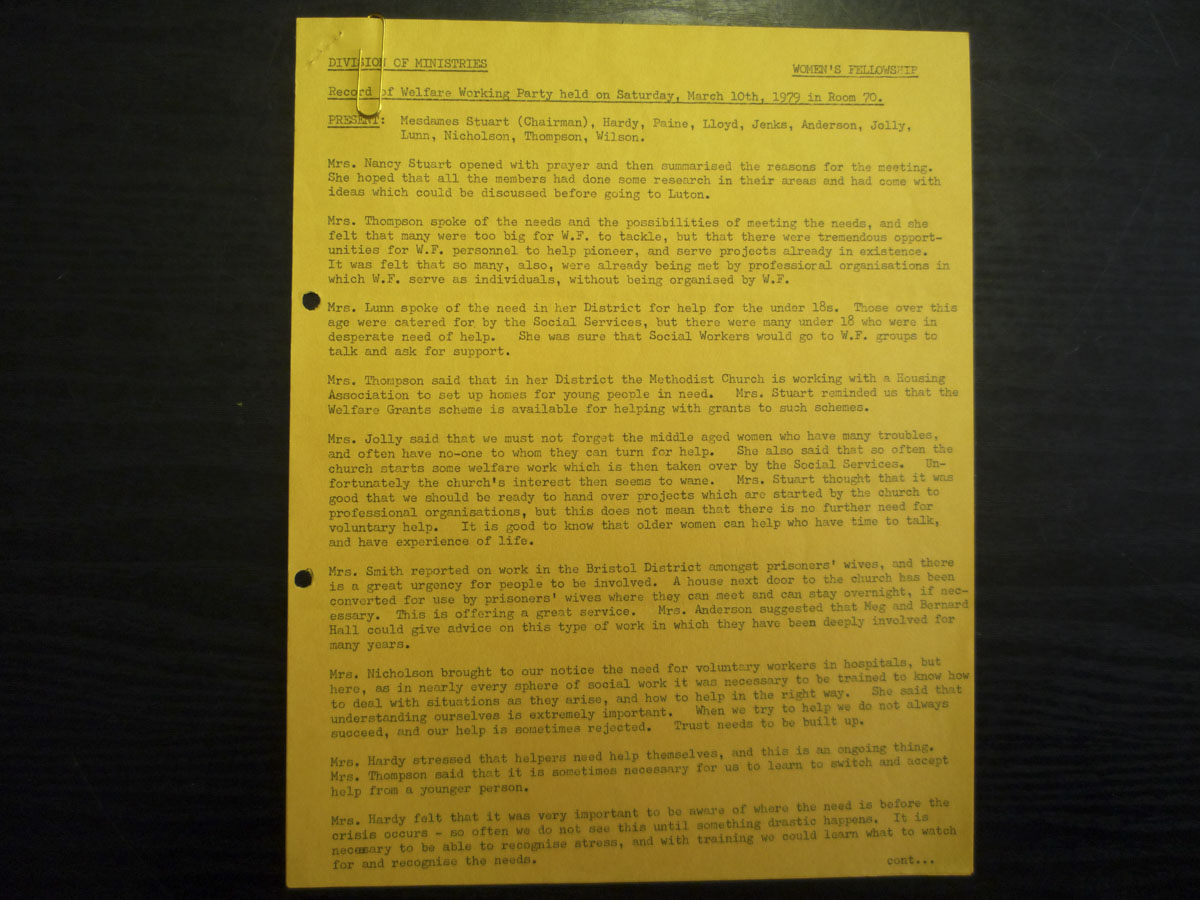 DIVISION OF MINISTRIES
WOMEN'S FELLOWSHIP
Record of Welfare Working Party held on Saturday, March 10th, 1979 in Room 70.
PRESENT: Mesdames Stuart (Chairman), Hardy, Paine, Lloyd, Jenks, Anderson, Jolly,
Lunn, Nicholson, Thompson, Wilson.
Mrs. Nancy Stuart opened with prayer and then summarised the reasons for the meeting.
She hoped that all the members had done some research in their areas and had come with
ideas which could be discussed before going to Luton.
Mrs. Thompson spoke of the needs and the possibilities of meeting the needs, and she
felt that many were too big for W.F. to tackle, but that there were tremendous opport-
unities for W.F. personnel to help pioneer, and serve projects already in existence.
It was felt that so many, also, were already being met by professional organisations in
which W.F. serve as individuals, without being organised by W.F.
Mrs. Lunn spoke of the need in her District for help for the under 18s. Those over this
age were catered for by the Social Services, but there were many under 18 who were in
desperate need of help. She was sure that Social Workers would go to W.F. groups to
talk and ask for support.
Mrs. Thompson said that in her District the Methodist Church is working with a Housing
Association to set up homes for young people in need. Mrs. Stuart reminded us that the
Welfare Grants scheme is available for helping with grants to such schemes.
Mrs. Jolly said that we must not forget the middle aged women who have many troubles,
and often have no-one to whom they can turn for help. She also said that so often the
church starts some welfare work which is then taken over by the Social Services. Un-
fortunately the church's interest then seems to wane. Mrs. Stuart thought that it was
good that we should be ready to hand over projects which are started by the church to
professional organisations, but this does not mean that there is no further need for
voluntary help. It is good to know that older women can help who have time to talk,
and have experience of life.
Mrs. Smith reported on work in the Bristol District amongst prisoners' wives, and there
is a great urgency for people to be involved. A house next door to the church has been
converted for use by prisoners' wives where they can meet and can stay overnight, if nec-
essary. This is offering a great service. Mrs. Anderson suggested that Meg and Bernard
Hall could give advice on this type of work in which they have been deeply involved for
many years.
Mrs. Nicholson brought to our notice the need for voluntary workers in hospitals, but
here, as in nearly every sphere of social work it was necessary to be trained to know how
to deal with situations as they arise, and how to help in the right way. She said that
understanding ourselves is extremely important. When we try to help we do not always
succeed, and our help is sometimes rejected. Trust needs to be built up.
Mrs. Hardy stressed that helpers need help themselves, and this is an ongoing thing.
Mrs. Thompson said that it is sometimes necessary for us to learn to switch and accept
help from a younger person.
Mrs. Hardy felt that it was very important to be aware of where the need is before the
crisis occurs - so often we do not see this until something drastic happens. It is
necessary to be able to recognise stress, and with training we could learn what to watch
for and recognise the needs.
cont...